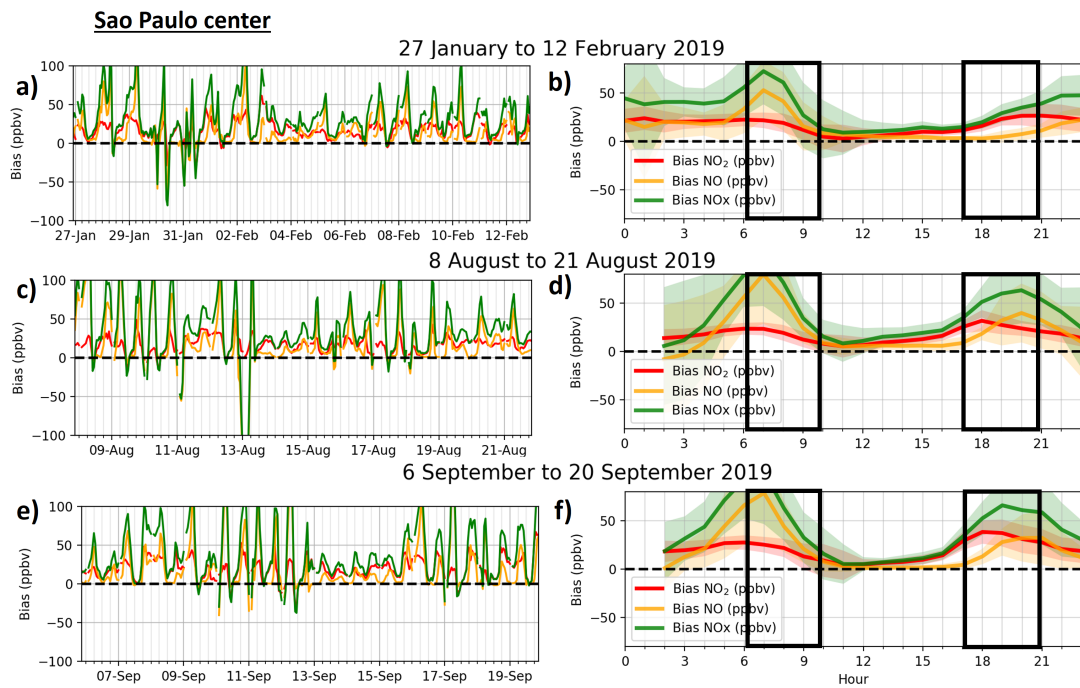 Sao Paulo center
27 January to 12 February 2019
a)
100
50
0
−50
−100
Bias (ppbv)
27-Jan 29-Jan 31-Jan 02-Feb 04-Feb 06-Feb 08-Feb 10-Feb 12-Feb
b)
50
0
−50
Bias (ppbv)
Bias NO₂ (ppbv)
Bias NO (ppbv)
Bias NOx (ppbv)
0 3 6 9 12 15 18 21
8 August to 21 August 2019
c)
100
50
0
−50
−100
Bias (ppbv)
09-Aug 11-Aug 13-Aug 15-Aug 17-Aug 19-Aug 21-Aug
d)
50
0
−50
Bias (ppbv)
Bias NO₂ (ppbv)
Bias NO (ppbv)
Bias NOx (ppbv)
0 3 6 9 12 15 18 21
6 September to 20 September 2019
e)
100
50
0
−50
−100
Bias (ppbv)
07-Sep 09-Sep 11-Sep 13-Sep 15-Sep 17-Sep 19-Sep
f)
50
0
−50
Bias (ppbv)
Bias NO₂ (ppbv)
Bias NO (ppbv)
Bias NOx (ppbv)
0 3 6 9 12 15 18 21
Hour